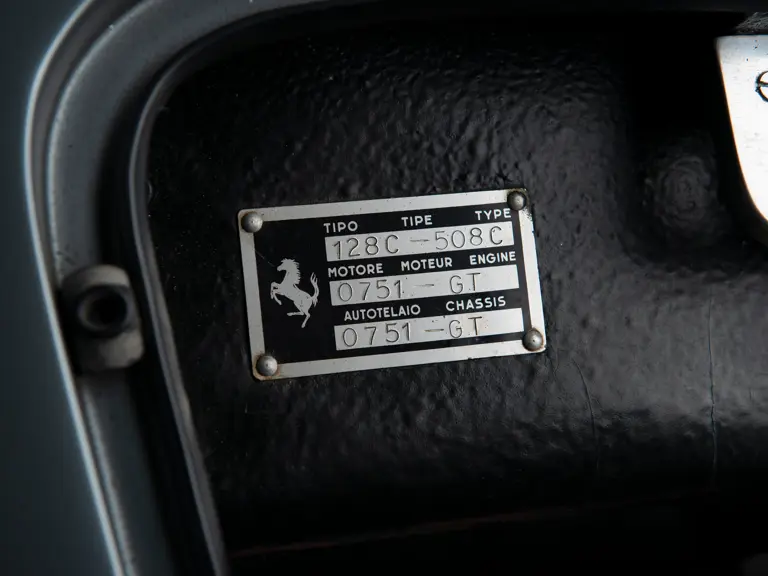 TIPO TIPE TYPE
128C-508C
MOTORE MOTEUR ENGINE
0751-GT
AUTOTELAIO CHASSIS
0751-GT